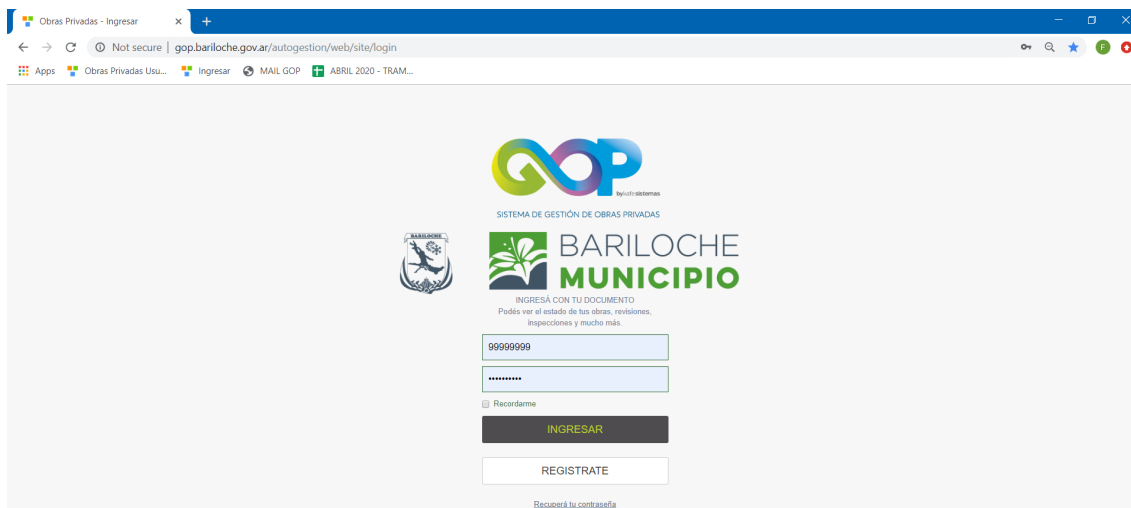 Obras Privadas - Ingresar
Not secure | gop.bariloche.gov.ar/autogestion/web/site/login
F
Apps Obras Privadas Usu... Ingresar MAIL GOP ABRIL 2020 - TRAM...
GOP
bykafesistemas
SISTEMA DE GESTIÓN DE OBRAS PRIVADAS
BARILOCHE
BARILOCHE
MUNICIPIO
INGRESÁ CON TU DOCUMENTO
Podés ver el estado de tus obras, revisiones,
inspecciones y mucho más.
99999999
••••••••••
Recordarme
INGRESAR
REGISTRATE
Recuperá tu contraseña